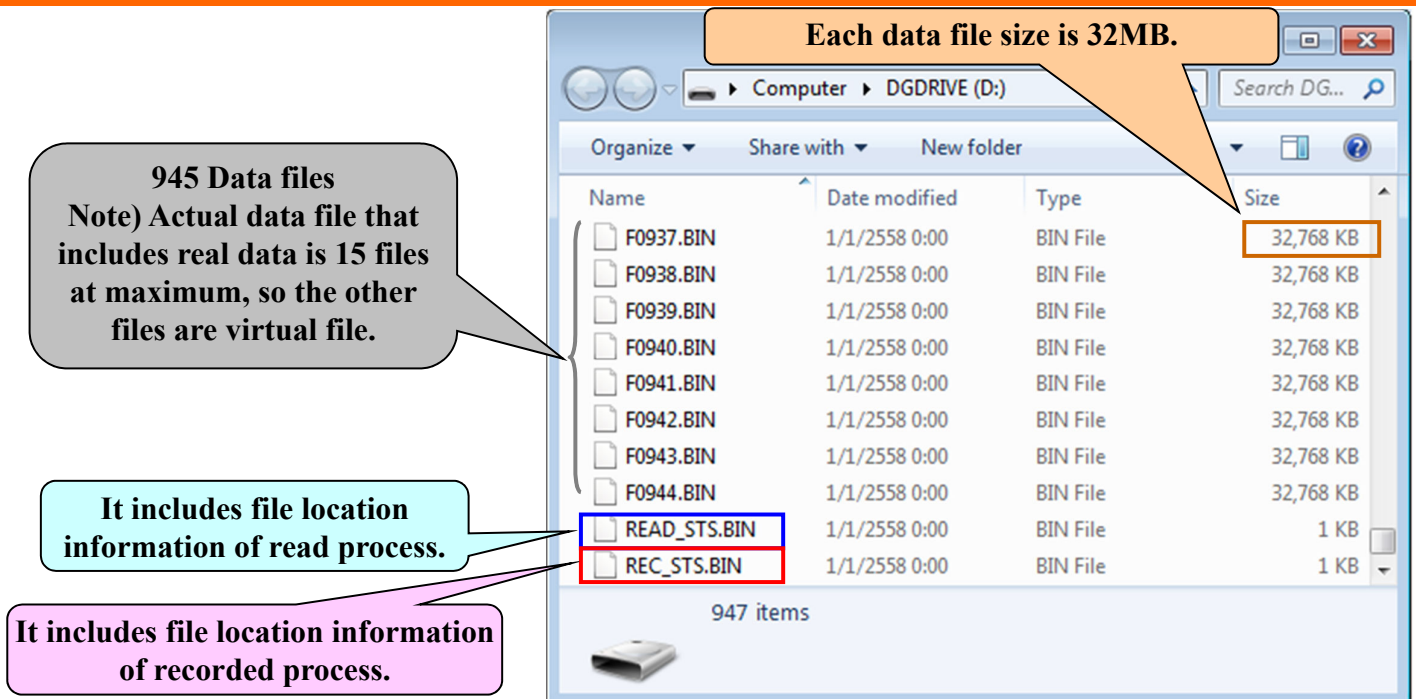 Each data file size is 32MB.
Computer DGDRIVE (D:)
Search DG...
Organize Share with New folder
945 Data files
Note) Actual data file that
includes real data is 15 files
at maximum, so the other
files are virtual file.
Name Date modified Type Size
F0937.BIN 1/1/2558 0:00 BIN File 32,768 KB
F0938.BIN 1/1/2558 0:00 BIN File 32,768 KB
F0939.BIN 1/1/2558 0:00 BIN File 32,768 KB
F0940.BIN 1/1/2558 0:00 BIN File 32,768 KB
F0941.BIN 1/1/2558 0:00 BIN File 32,768 KB
F0942.BIN 1/1/2558 0:00 BIN File 32,768 KB
F0943.BIN 1/1/2558 0:00 BIN File 32,768 KB
F0944.BIN 1/1/2558 0:00 BIN File 32,768 KB
READ_STS.BIN 1/1/2558 0:00 BIN File 1 KB
REC_STS.BIN 1/1/2558 0:00 BIN File 1 KB
It includes file location
information of read process.
947 items
It includes file location information
of recorded process.